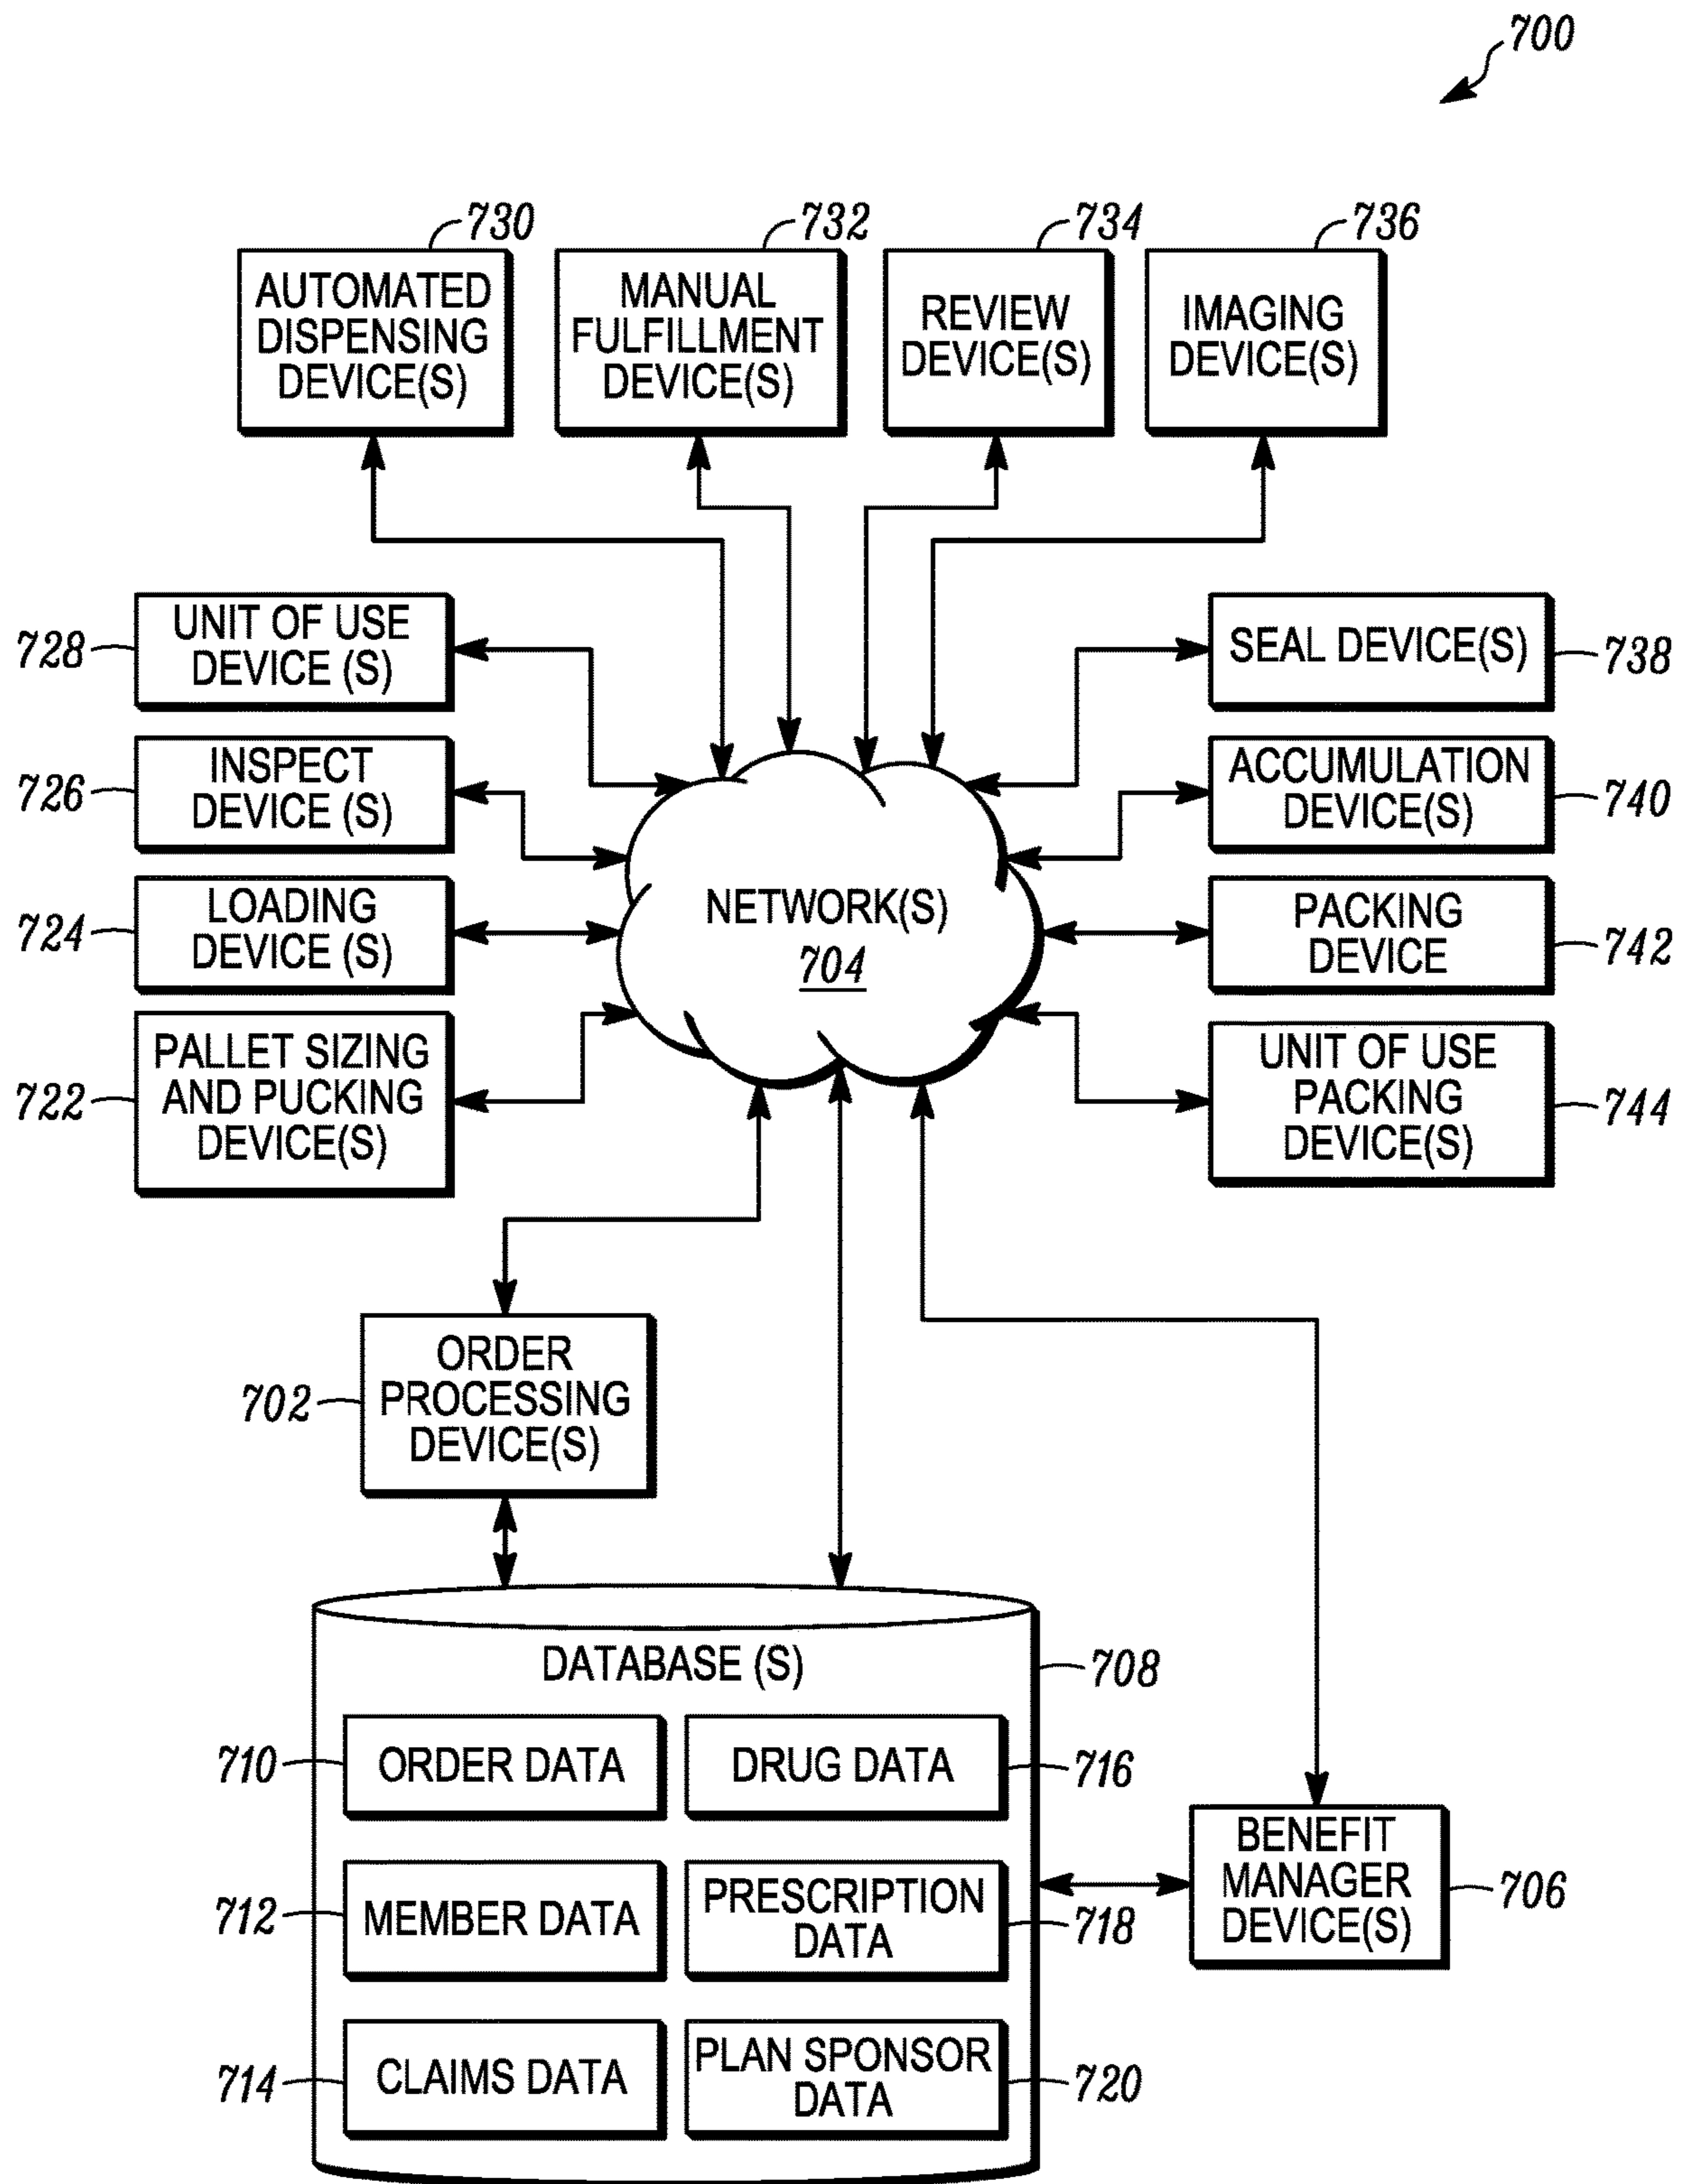 700
730
AUTOMATED
DISPENSING
DEVICE(S)
732
MANUAL
FULFILLMENT
DEVICE(S)
734
REVIEW
DEVICE(S)
736
IMAGING
DEVICE(S)
728
UNIT OF USE
DEVICE (S)
726
INSPECT
DEVICE (S)
724
LOADING
DEVICE (S)
722
PALLET SIZING
AND PUCKING
DEVICE(S)
NETWORK(S)
704
SEAL DEVICE(S)
738
ACCUMULATION
DEVICE(S)
740
PACKING
DEVICE
742
UNIT OF USE
PACKING
DEVICE(S)
744
702
ORDER
PROCESSING
DEVICE(S)
DATABASE (S)
708
710
ORDER DATA
DRUG DATA
716
712
MEMBER DATA
PRESCRIPTION
DATA
718
714
CLAIMS DATA
PLAN SPONSOR
DATA
720
BENEFIT
MANAGER
DEVICE(S)
706